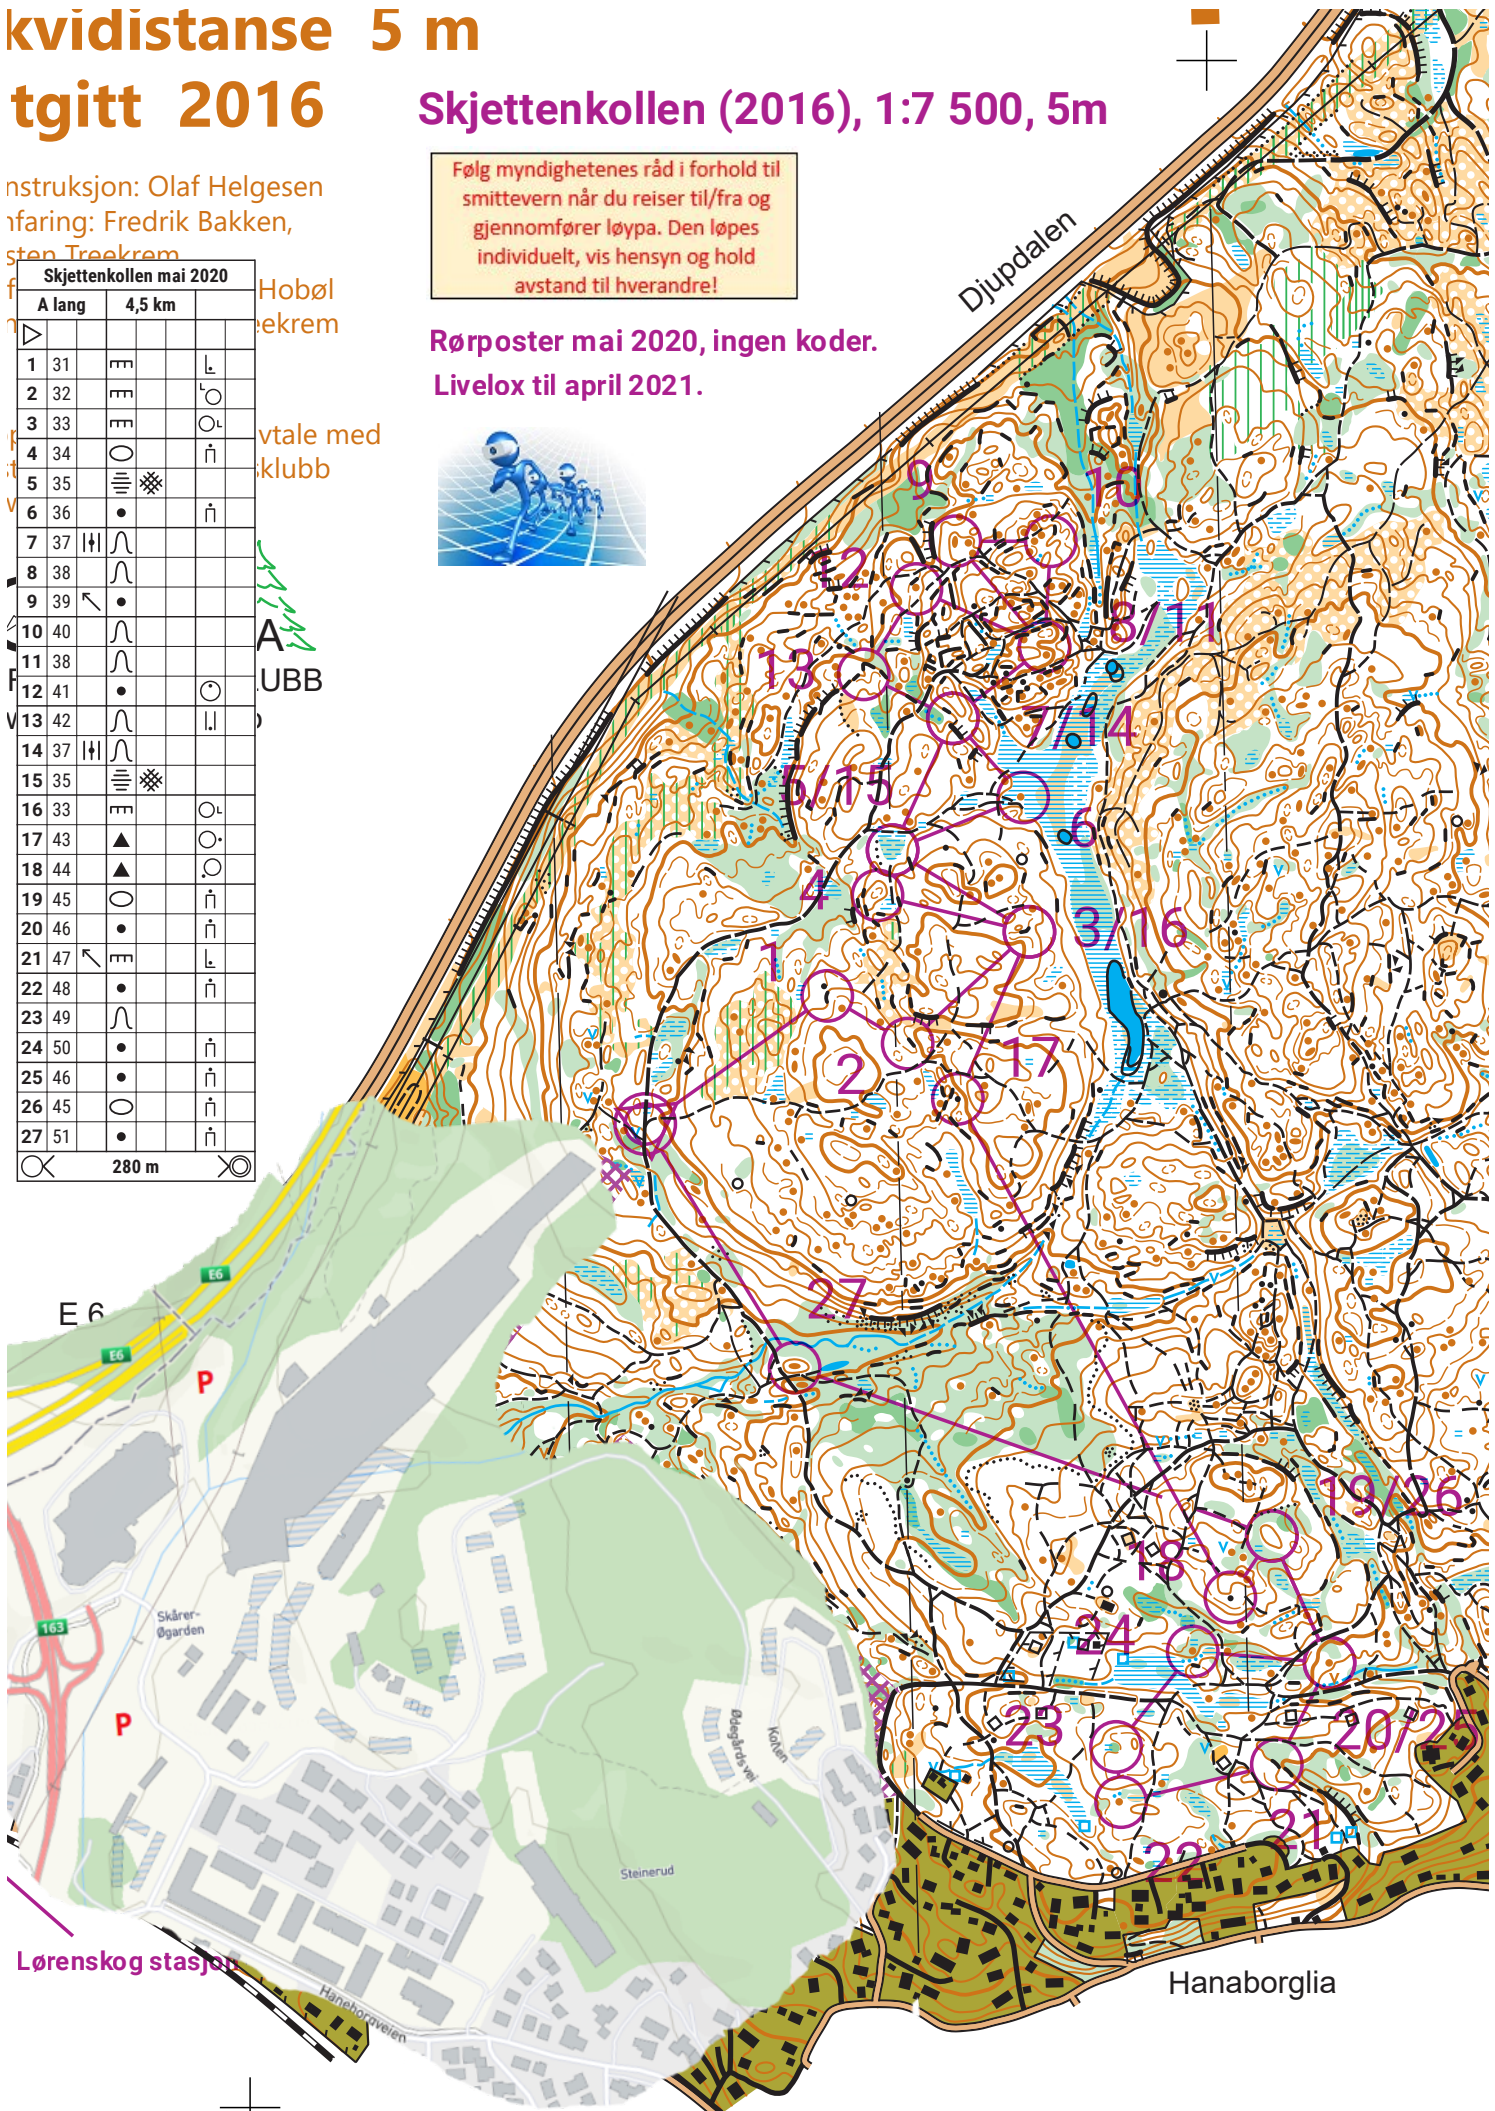 kvidistanse 5 m
tgitt 2016
Skjettenkollen (2016), 1:7 500, 5m
Følg myndighetenes råd i forhold til
smittevern når du reiser til/fra og
gjennomfører løypa. Den løpes
individuelt, vis hensyn og hold
avstand til hverandre!
nstruksjon: Olaf Helgesen
nfaring: Fredrik Bakken,
sten Treekrem
Hobøl
eekrem
vtale med
klubb
A
LUBB
Rørposter mai 2020, ingen koder.
Livelox til april 2021.
Skjettenkollen mai 2020
A lang 4,5 km
1 31
2 32
3 33
4 34
5 35
6 36
7 37
8 38
9 39
10 40
11 38
12 41
13 42
14 37
15 35
16 33
17 43
18 44
19 45
20 46
21 47
22 48
23 49
24 50
25 46
26 45
27 51
280 m
Djupdalen
9
10
12
8/11
13
7/14
5/15
6
4
3/16
1
17
2
27
E6
E 6
E6
P
19/26
18
163
Skårer-
Øgarden
24
P
23
20/25
Ødegårds vei
Kollen
21
22
Steinerud
Lørenskog stasjon
Haneborgveien
Hanaborglia